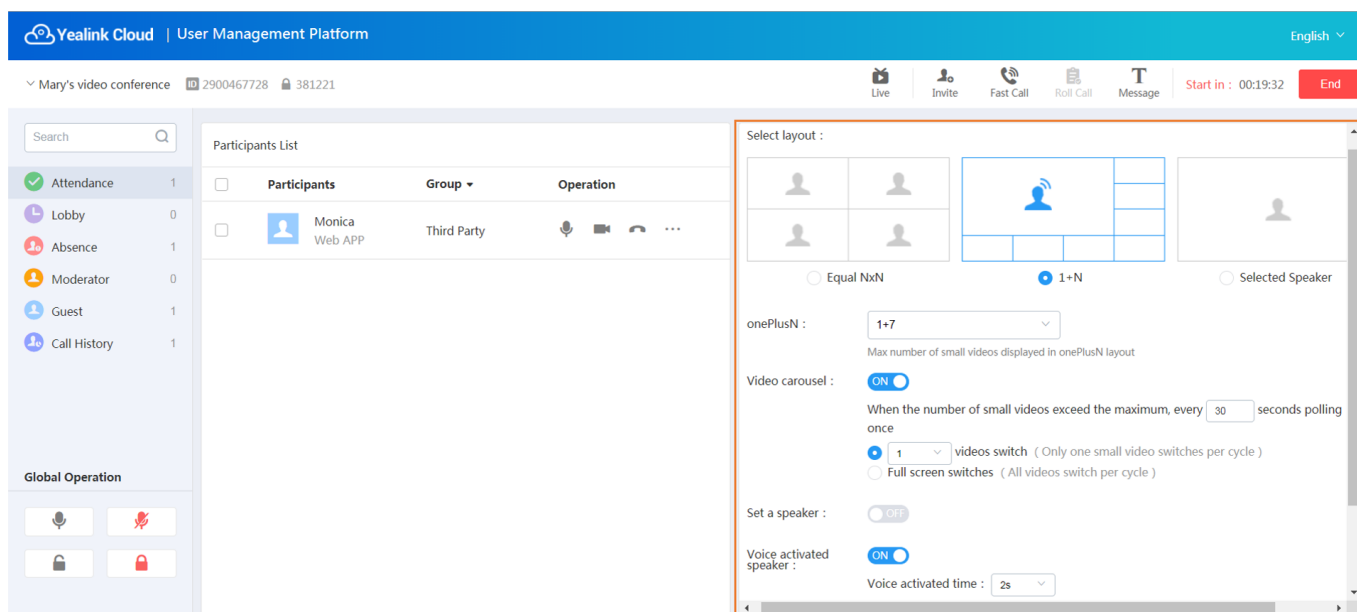 Yealink Cloud | User Management Platform
English
Mary's video conference ID 2900467728 381221
Live
Invite
Fast Call
Roll Call
T
Message
Start in : 00:19:32
End
Search
Attendance 1
Lobby 0
Absence 1
Moderator 0
Guest 1
Call History 1
Global Operation
Participants List
Participants Group Operation
Monica
Web APP
Third Party
...
Select layout :
Equal NxN
1+N
Selected Speaker
onePlusN : 1+7
Max number of small videos displayed in onePlusN layout
Video carousel : ON
When the number of small videos exceed the maximum, every 30 seconds polling
once
1 videos switch ( Only one small video switches per cycle )
Full screen switches ( All videos switch per cycle )
Set a speaker : OFF
Voice activated
speaker :
ON
Voice activated time : 2s